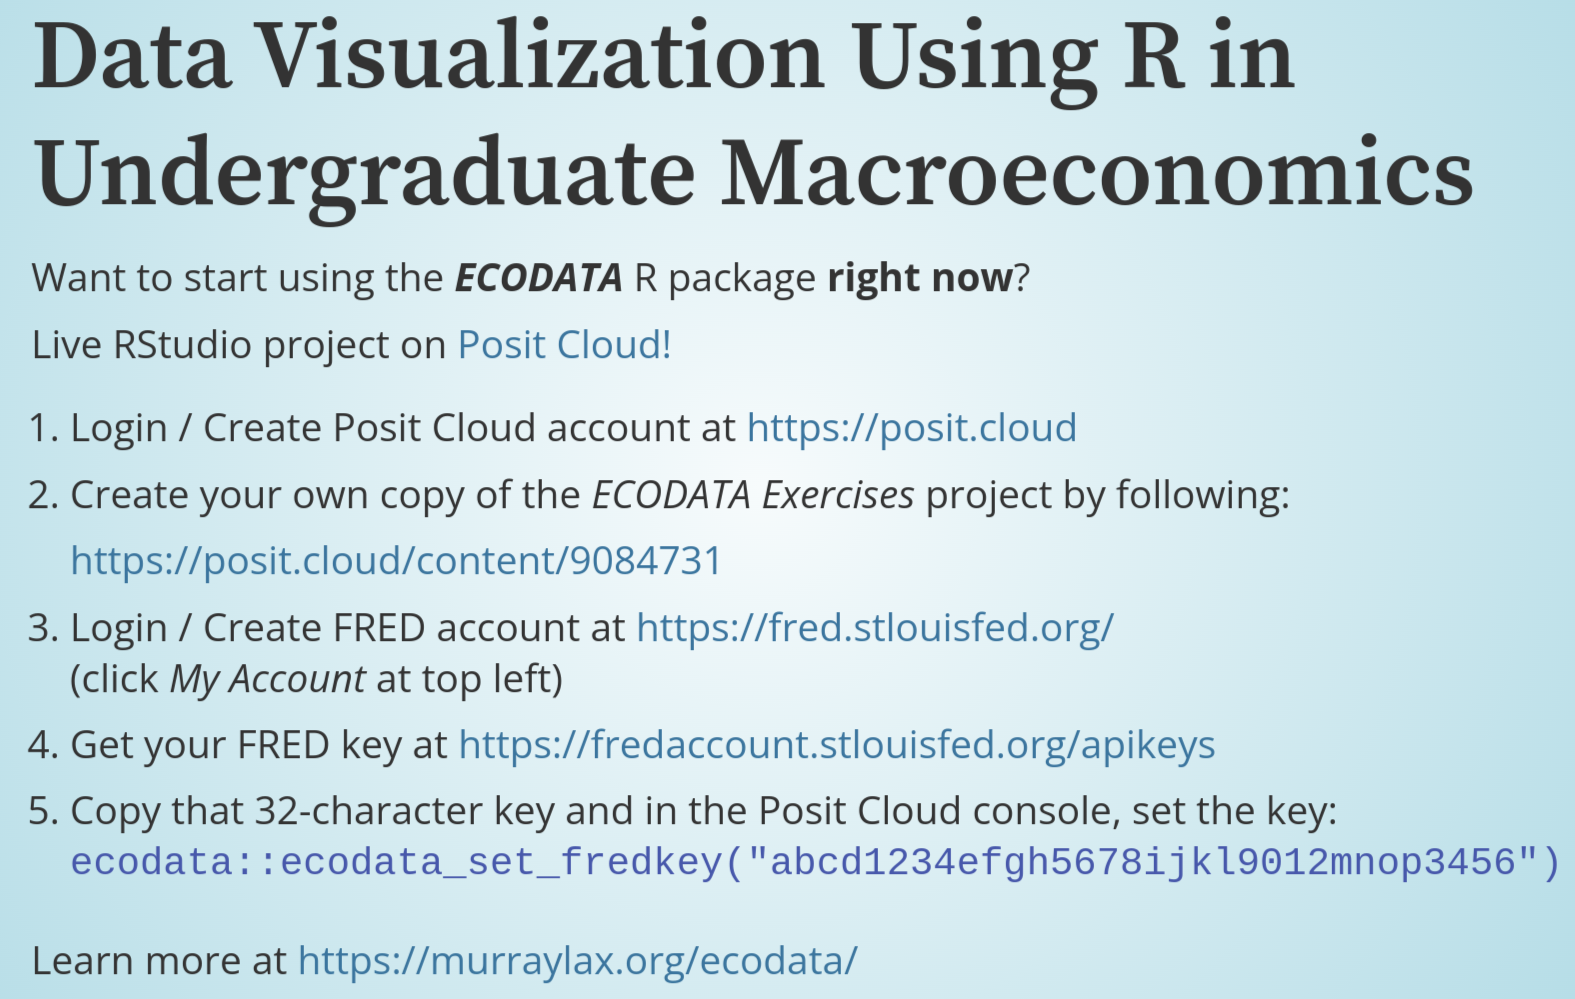 Data Visualization Using R in
Undergraduate Macroeconomics
Want to start using the ECODATA R package right now?
Live RStudio project on Posit Cloud!
1. Login / Create Posit Cloud account at https://posit.cloud
2. Create your own copy of the ECODATA Exercises project by following:
https://posit.cloud/content/9084731
3. Login / Create FRED account at https://fred.stlouisfed.org/
(click My Account at top left)
4. Get your FRED key at https://fredaccount.stlouisfed.org/apikeys
5. Copy that 32-character key and in the Posit Cloud console, set the key:
ecodata::ecodata_set_fredkey("abcd1234efgh5678ijkl9012mnop3456")
Learn more at https://murraylax.org/ecodata/